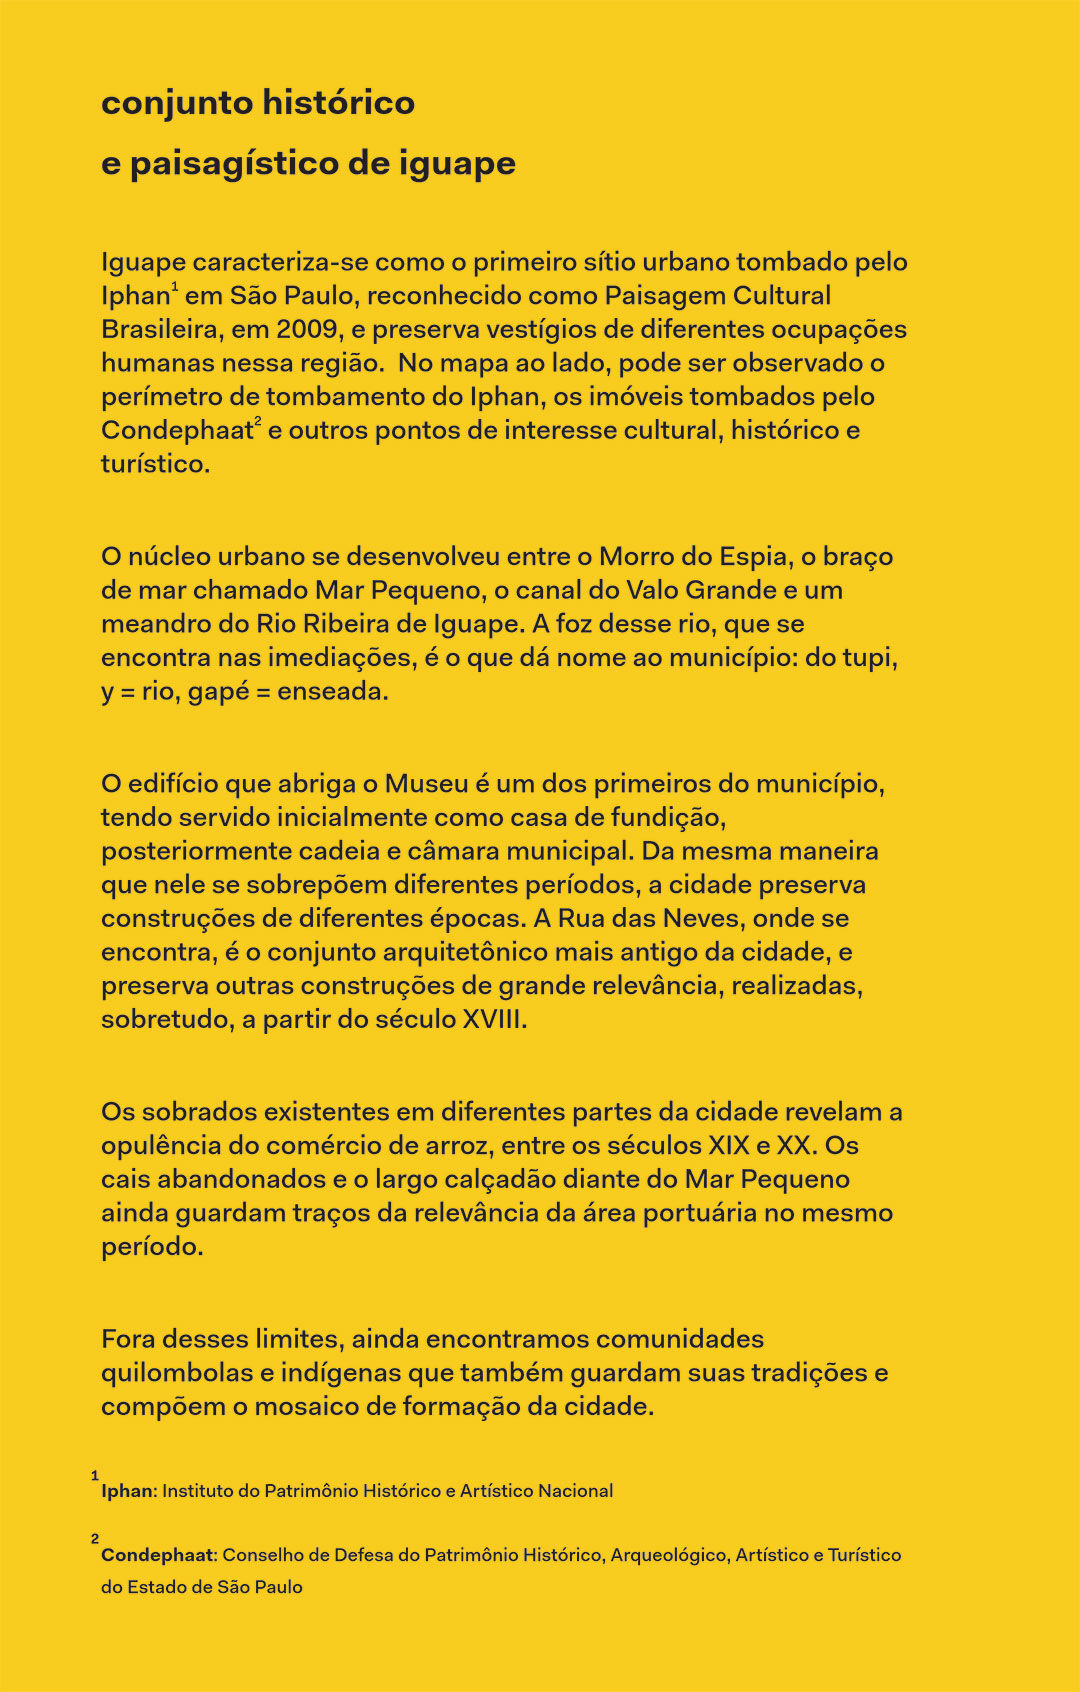 conjunto histórico
e paisagístico de iguape
Iguape caracteriza-se como o primeiro sítio urbano tombado pelo
Iphan¹ em São Paulo, reconhecido como Paisagem Cultural
Brasileira, em 2009, e preserva vestígios de diferentes ocupações
humanas nessa região.  No mapa ao lado, pode ser observado o
perímetro de tombamento do Iphan, os imóveis tombados pelo
Condephaat² e outros pontos de interesse cultural, histórico e
turístico.
O núcleo urbano se desenvolveu entre o Morro do Espia, o braço
de mar chamado Mar Pequeno, o canal do Valo Grande e um
meandro do Rio Ribeira de Iguape. A foz desse rio, que se
encontra nas imediações, é o que dá nome ao município: do tupi,
y = rio, gapé = enseada.
O edifício que abriga o Museu é um dos primeiros do município,
tendo servido inicialmente como casa de fundição,
posteriormente cadeia e câmara municipal. Da mesma maneira
que nele se sobrepõem diferentes períodos, a cidade preserva
construções de diferentes épocas. A Rua das Neves, onde se
encontra, é o conjunto arquitetônico mais antigo da cidade, e
preserva outras construções de grande relevância, realizadas,
sobretudo, a partir do século XVIII.
Os sobrados existentes em diferentes partes da cidade revelam a
opulência do comércio de arroz, entre os séculos XIX e XX. Os
cais abandonados e o largo calçadão diante do Mar Pequeno
ainda guardam traços da relevância da área portuária no mesmo
período.
Fora desses limites, ainda encontramos comunidades
quilombolas e indígenas que também guardam suas tradições e
compõem o mosaico de formação da cidade.
¹ Iphan: Instituto do Patrimônio Histórico e Artístico Nacional
² Condephaat: Conselho de Defesa do Patrimônio Histórico, Arqueológico, Artístico e Turístico
do Estado de São Paulo